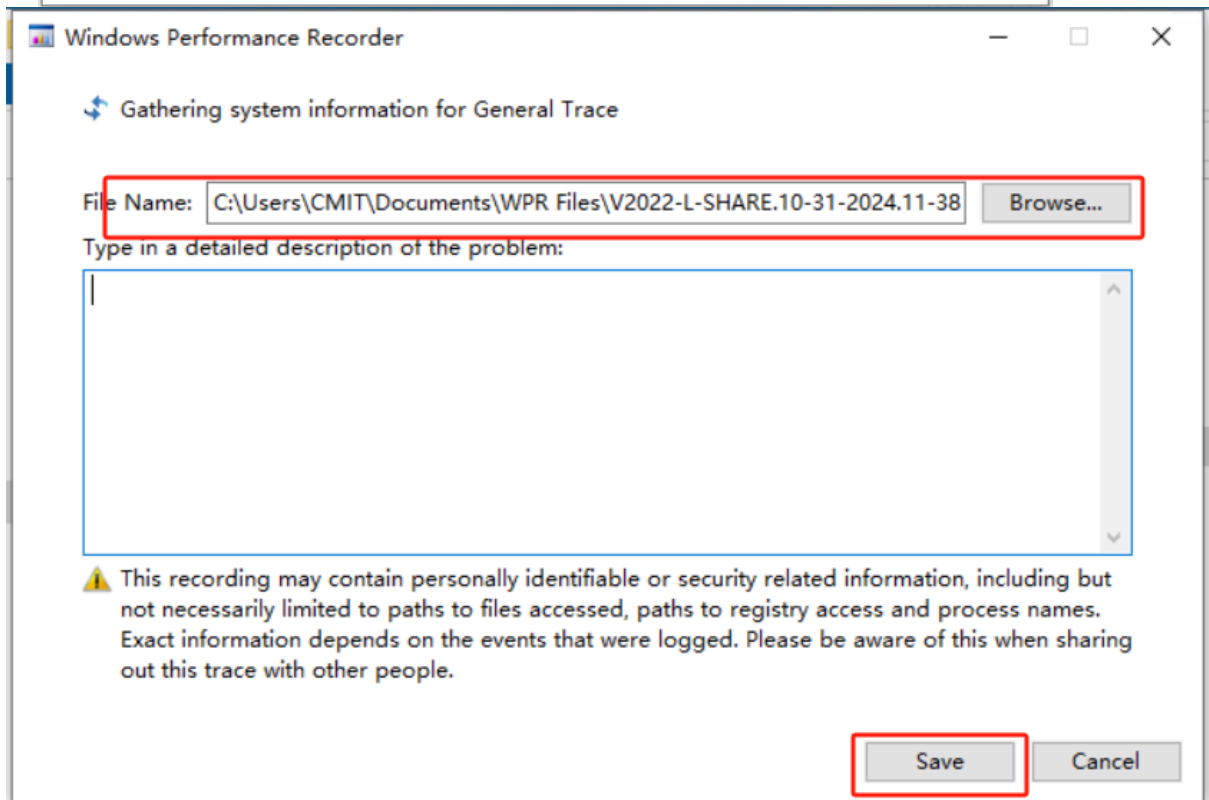 Windows Performance Recorder
Gathering system information for General Trace
File Name: C:\Users\CMIT\Documents\WPR Files\V2022-L-SHARE.10-31-2024.11-38 Browse...
Type in a detailed description of the problem:
This recording may contain personally identifiable or security related information, including but
not necessarily limited to paths to files accessed, paths to registry access and process names.
Exact information depends on the events that were logged. Please be aware of this when sharing
out this trace with other people.
Save Cancel